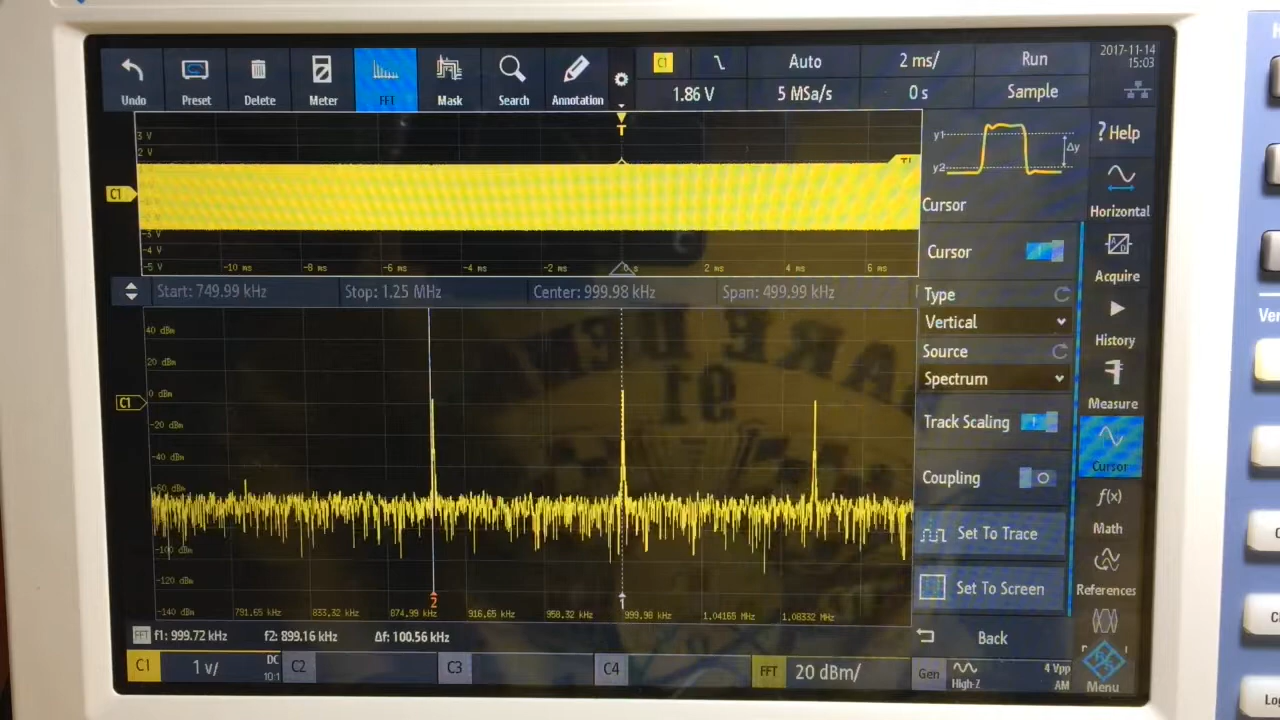 Undo
Preset
Delete
Meter
FFT
Mask
Search
Annotation
C1
Auto
2 ms/
Run
1.86 V
5 MSa/s
0 s
Sample
2017-11-14
15:03
3 V
2 V
T
C1
TL
-3 V
-4 V
-5 V
-10 ms
-8 ms
-6 ms
-4 ms
-2 ms
0 s
2 ms
4 ms
6 ms
Start: 749.99 kHz
Stop: 1.25 MHz
Center: 999.98 kHz
Span: 499.99 kHz
40 dBm
20 dBm
0 dBm
C1
-20 dBm
-40 dBm
-60 dBm
-100 dBm
-120 dBm
-140 dBm
2
1
791.65 kHz
833.32 kHz
874.99 kHz
916.65 kHz
958.32 kHz
999.98 kHz
1.04165 MHz
1.08332 MHz
FFT
f1: 999.72 kHz
f2: 899.16 kHz
Δf: 100.56 kHz
C1
1 v/
DC
10:1
C2
C3
C4
FFT
20 dBm/
Gen
High-Z
4 Vpp
AM
y1
y2
Δy
Cursor
Cursor
Type
Vertical
Source
Spectrum
Track Scaling
Coupling
Set To Trace
Set To Screen
Back
? Help
Horizontal
Acquire
History
Measure
Cursor
f(x)
Math
References
Menu